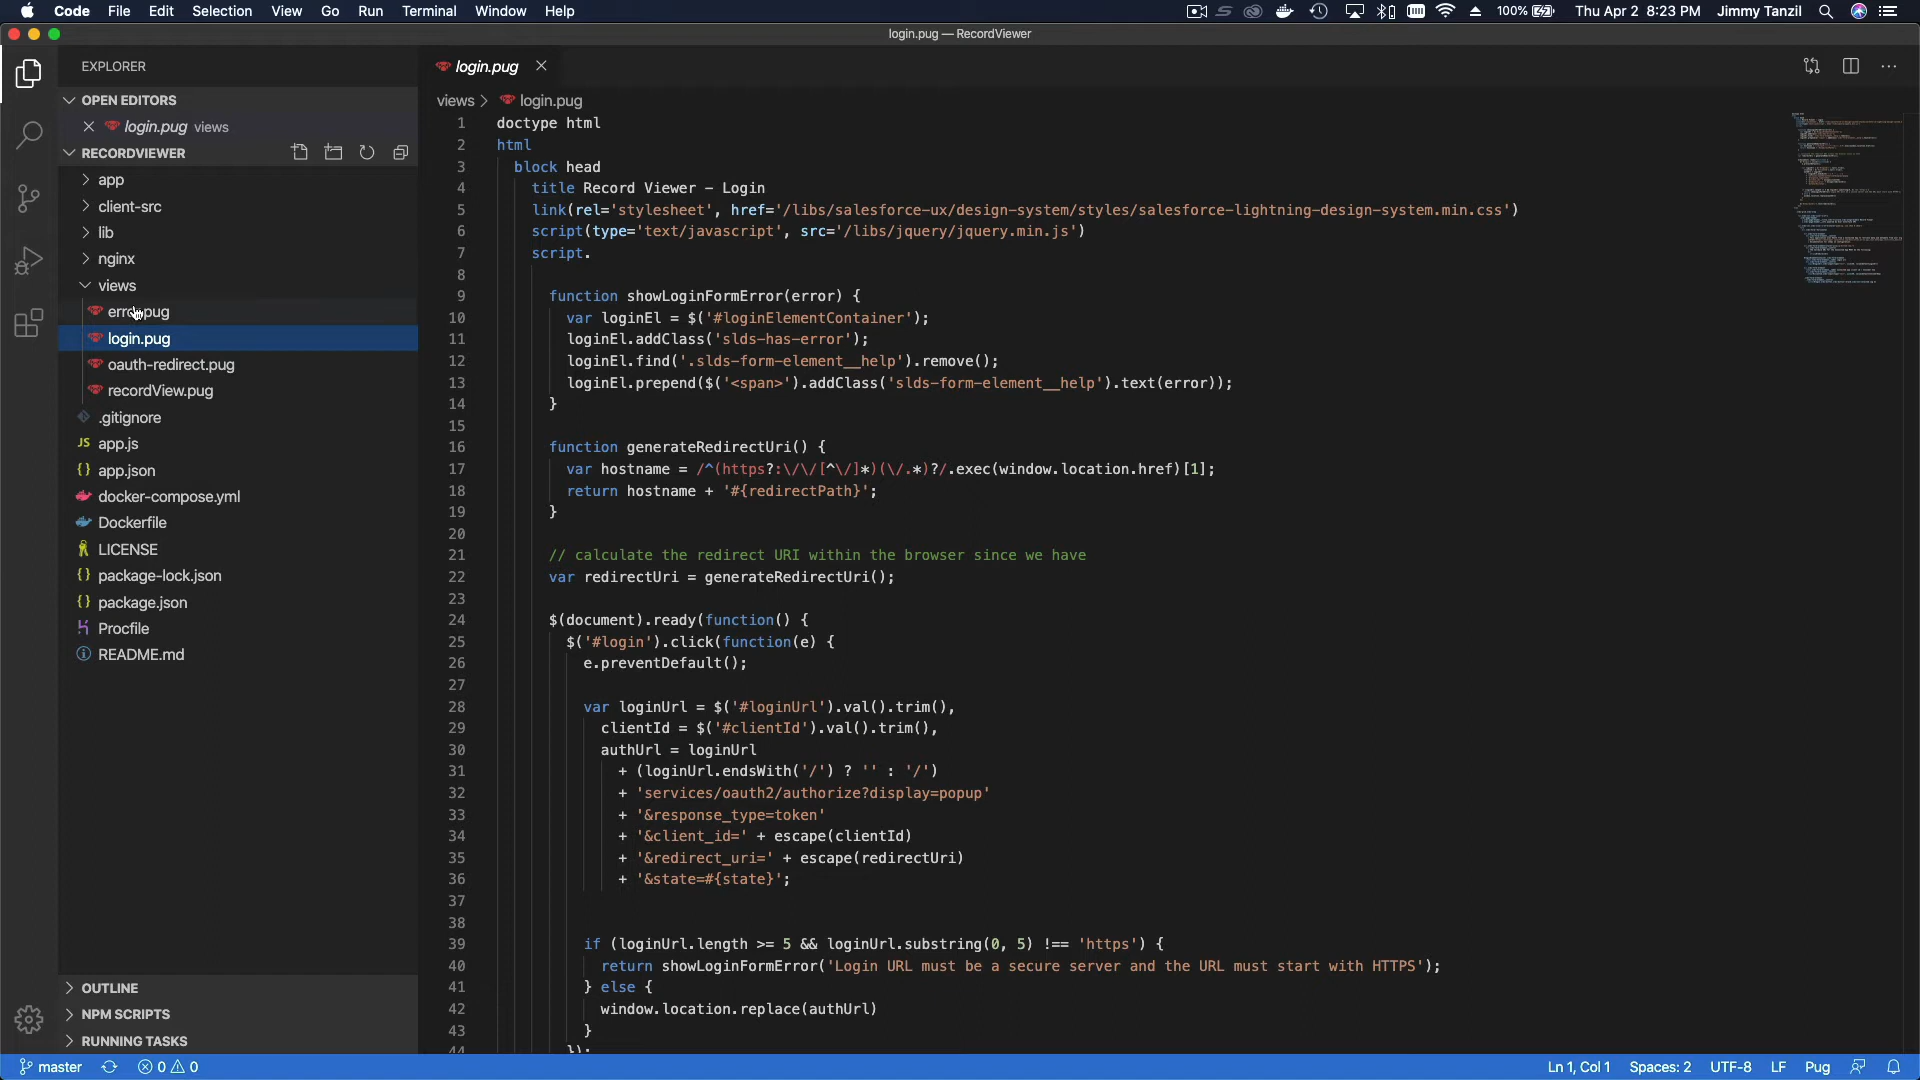 Code File Edit Selection View Go Run Terminal Window Help 100% Thu Apr 2 8:23 PM Jimmy Tanzil
login.pug — RecordViewer
EXPLORER
OPEN EDITORS
login.pug views
RECORDVIEWER
app
client-src
lib
nginx
views
error.pug
login.pug
oauth-redirect.pug
recordView.pug
.gitignore
JS app.js
{} app.json
docker-compose.yml
Dockerfile
LICENSE
{} package-lock.json
{} package.json
Procfile
README.md
OUTLINE
NPM SCRIPTS
RUNNING TASKS
login.pug
views > login.pug
1 doctype html
2 html
3 block head
4 title Record Viewer - Login
5 link(rel='stylesheet', href='/libs/salesforce-ux/design-system/styles/salesforce-lightning-design-system.min.css')
6 script(type='text/javascript', src='/libs/jquery/jquery.min.js')
7 script.
8
9 function showLoginFormError(error) {
10 var loginEl = $('#loginElementContainer');
11 loginEl.addClass('slds-has-error');
12 loginEl.find('.slds-form-element__help').remove();
13 loginEl.prepend($('<span>').addClass('slds-form-element__help').text(error));
14 }
15
16 function generateRedirectUri() {
17 var hostname = /^(https?:\/\/[^\/]*)(\/.*)?/.exec(window.location.href)[1];
18 return hostname + '#{redirectPath}';
19 }
20
21 // calculate the redirect URI within the browser since we have
22 var redirectUri = generateRedirectUri();
23
24 $(document).ready(function() {
25 $('#login').click(function(e) {
26 e.preventDefault();
27
28 var loginUrl = $('#loginUrl').val().trim(),
29 clientId = $('#clientId').val().trim(),
30 authUrl = loginUrl
31 + (loginUrl.endsWith('/') ? '' : '/')
32 + 'services/oauth2/authorize?display=popup'
33 + '&response_type=token'
34 + '&client_id=' + escape(clientId)
35 + '&redirect_uri=' + escape(redirectUri)
36 + '&state=#{state}';
37
38
39 if (loginUrl.length >= 5 && loginUrl.substring(0, 5) !== 'https') {
40 return showLoginFormError('Login URL must be a secure server and the URL must start with HTTPS');
41 } else {
42 window.location.replace(authUrl)
43 }
44 });
master 0 0 Ln 1, Col 1 Spaces: 2 UTF-8 LF Pug